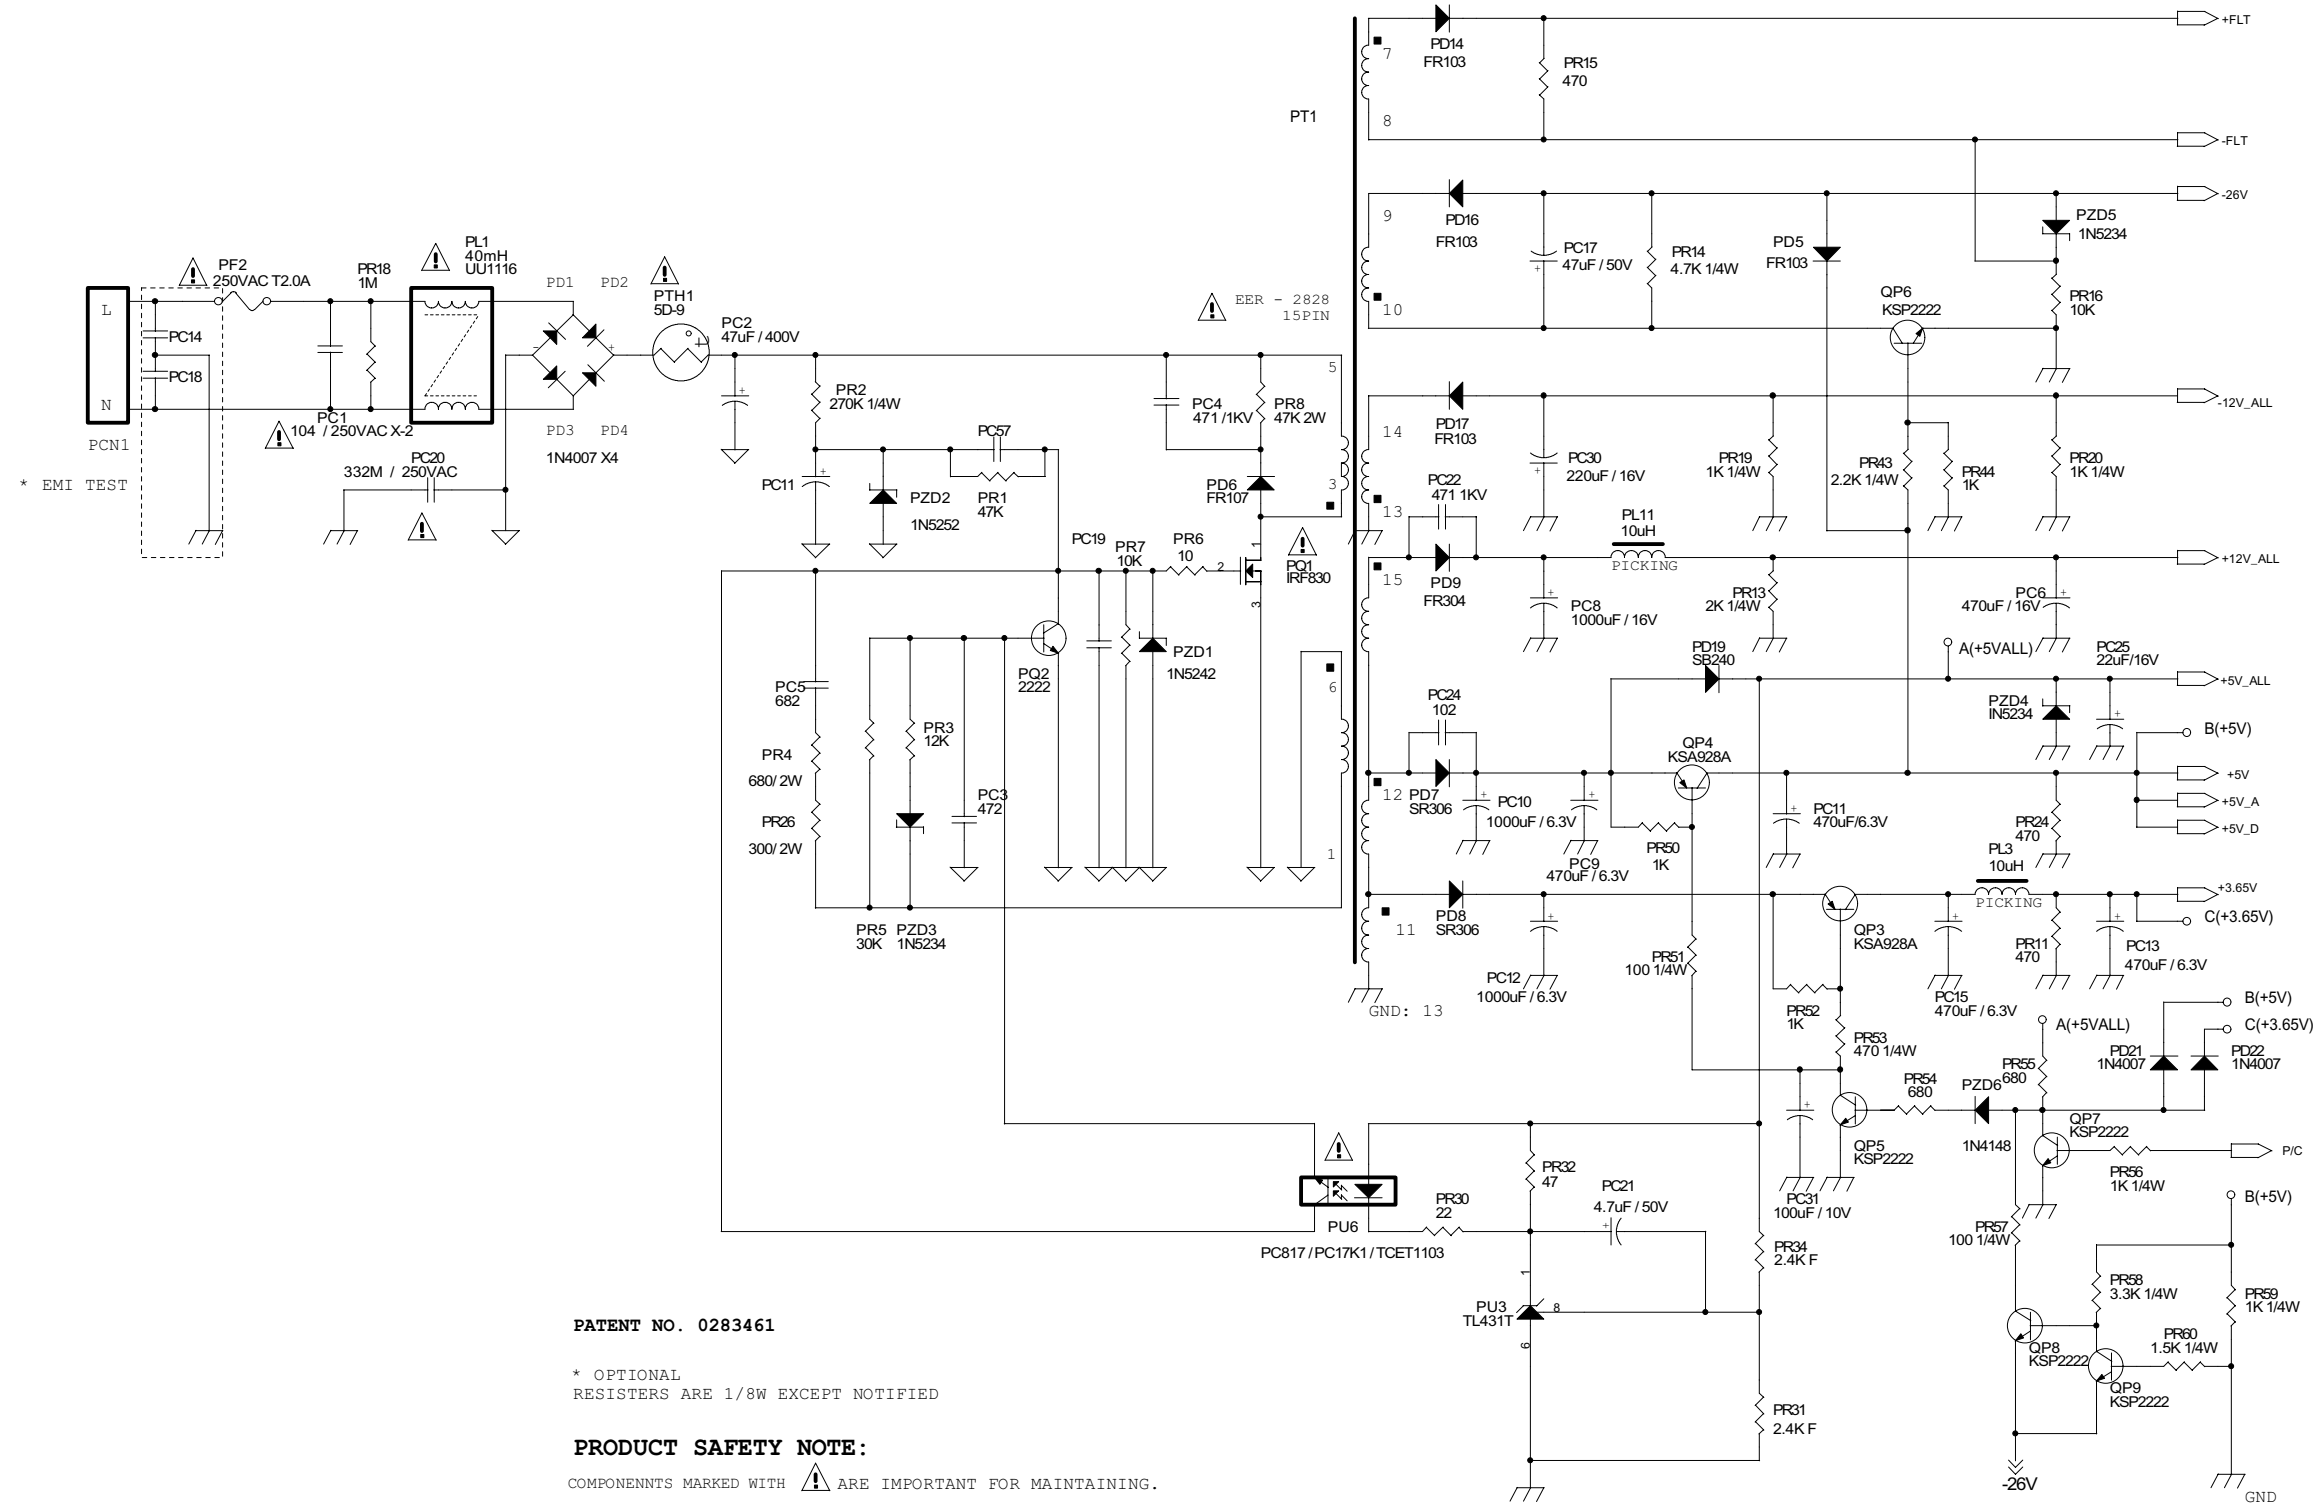 +FLT
PD14
FR103
7
PR15
470
PT1
8
-FLT
-26V
9
PD16
FR103
PC17
47uF / 50V
+
PR14
4.7K 1/4W
PD5
FR103
PZD5
1N5234
PF2
250VAC T2.0A
PR18
1M
PL1
40mH
UU1116
PD1 PD2
PTH1
5D-9
PC2
47uF / 400V
EER - 2828
15PIN
10
QP6
KSP2222
PR16
10K
L
N
PCN1
PC14
PC18
PC1
104 / 250VAC X-2
-
+
PD3 PD4
1N4007 X4
PC20
332M / 250VAC
* EMI TEST
+
PR2
270K 1/4W
PC4
471 /1KV
PR8
47K 2W
5
3
-12V_ALL
PD17
FR103
14
13
PC30
220uF / 16V
+
PR19
1K 1/4W
PR43
2.2K 1/4W
PR44
1K
PR20
1K 1/4W
PC57
PC11
+
PZD2
1N5252
PR1
47K
PD6
FR107
PC22
471 1KV
PL11
10uH
PICKING
+12V_ALL
PC19
PR7
10K
PR6
10
2
1
3
PQ1
IRF830
15
PD9
FR304
PC8
1000uF / 16V
+
PR13
2K 1/4W
PC6
470uF / 16V
+
PQ2
2222
PZD1
1N5242
PD19
SB240
A(+5VALL)
PC25
22uF/16V
+
+5V_ALL
PC5
682
6
PC24
102
PZD4
IN5234
B(+5V)
PR3
12K
PR4
680/ 2W
QP4
KSA928A
+5V
+5V_A
+5V_D
PC3
472
PR26
300/ 2W
12
PD7
SR306
PC10
1000uF / 6.3V
+
+
PC9
470uF / 6.3V
PR50
1K
PC11
470uF/6.3V
+
PR24
470
PL3
10uH
PICKING
1
+3.65V
C(+3.65V)
PR5
30K
PZD3
1N5234
11
PD8
SR306
PC12
1000uF / 6.3V
+
PR51
100 1/4W
QP3
KSA928A
PC15
470uF / 6.3V
+
PR11
470
PC13
470uF / 6.3V
+
GND: 13
PR52
1K
PR53
470 1/4W
A(+5VALL)
B(+5V)
C(+3.65V)
PD21
1N4007
PD22
1N4007
PR55
680
PR54
680
PZD6
1N4148
QP5
KSP2222
QP7
KSP2222
P/C
PR56
1K 1/4W
PC31
100uF / 10V
+
PR32
47
PC21
4.7uF / 50V
+
PR30
22
PU6
PC817 / PC17K1 / TCET1103
B(+5V)
PR57
100 1/4W
PR34
2.4K F
PR58
3.3K 1/4W
PR59
1K 1/4W
PU3
TL431T
1
8
6
QP8
KSP2222
PR60
1.5K 1/4W
QP9
KSP2222
PR31
2.4K F
-26V
GND
PATENT NO. 0283461
* OPTIONAL
RESISTERS ARE 1/8W EXCEPT NOTIFIED
PRODUCT SAFETY NOTE:
COMPONENNTS MARKED WITH ! ARE IMPORTANT FOR MAINTAINING.